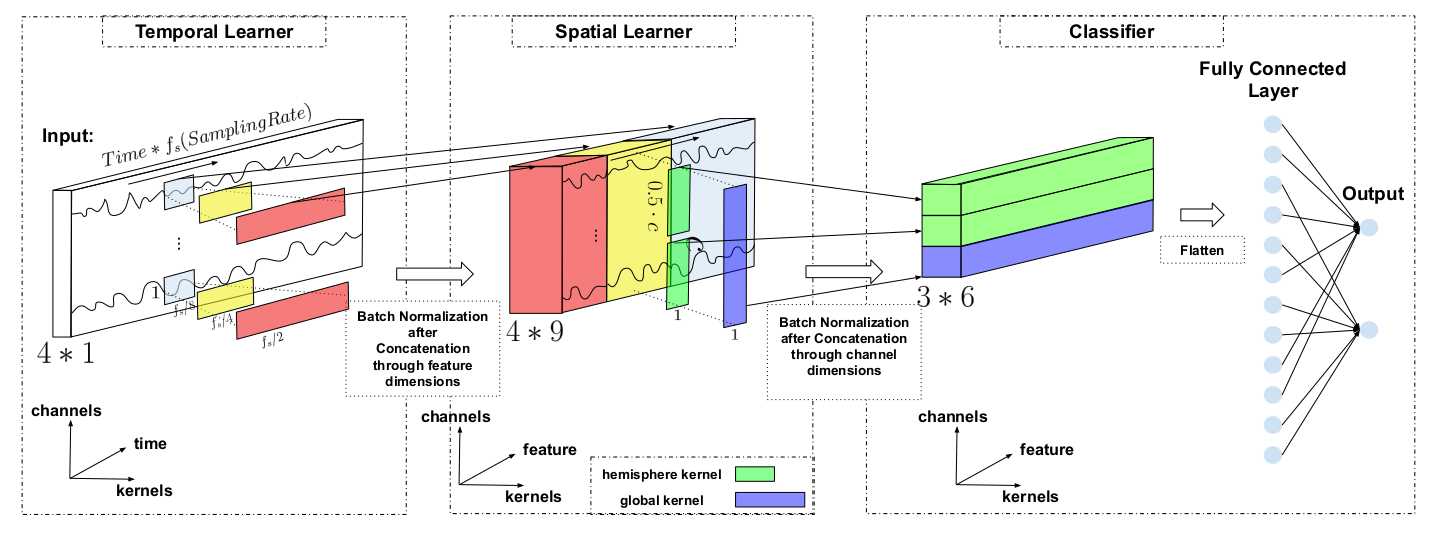 Temporal Learner
Input:
Time * f_s(SamplingRate)
...
1
f_s/8
f_s/4
f_s/2
4 * 1
channels
time
kernels
Batch Normalization
after
Concatenation
through feature
dimensions
Spatial Learner
0.5 · c
...
1
1
4 * 9
channels
feature
kernels
hemisphere kernel
global kernel
Batch Normalization
after Concatenation
through channel
dimensions
Classifier
3 * 6
channels
feature
kernels
Flatten
Fully Connected
Layer
Output